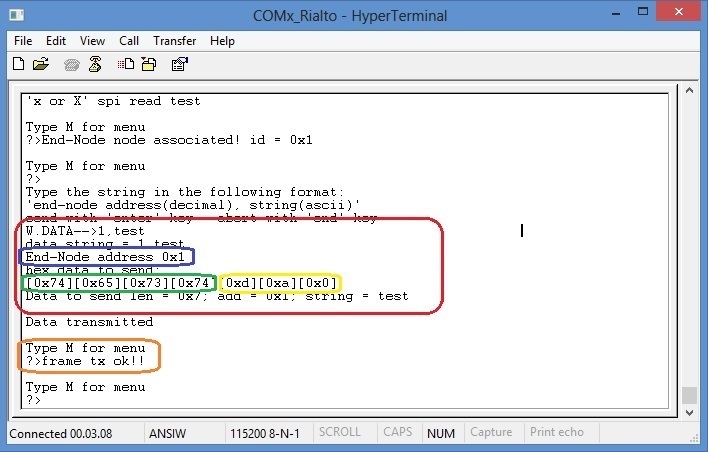 COMx_Rialto - HyperTerminal
File Edit View Call Transfer Help
'x or X' spi read test
Type M for menu
?>End-Node node associated! id = 0x1
Type M for menu
?>
Type the string in the following format:
'end-node address(decimal), string(ascii)'
send with 'enter' key - abort with 'end' key
W.DATA-->1,test
data string = 1,test
End-Node address 0x1
hex data to send:
[0x74][0x65][0x73][0x74][0xd][0xa][0x0]
Data to send len = 0x7; add = 0x1; string = test
Data transmitted
Type M for menu
?>frame tx ok!!
Type M for menu
?>
Connected 00.03.08 ANSIW 115200 8-N-1 SCROLL CAPS NUM Capture Print echo